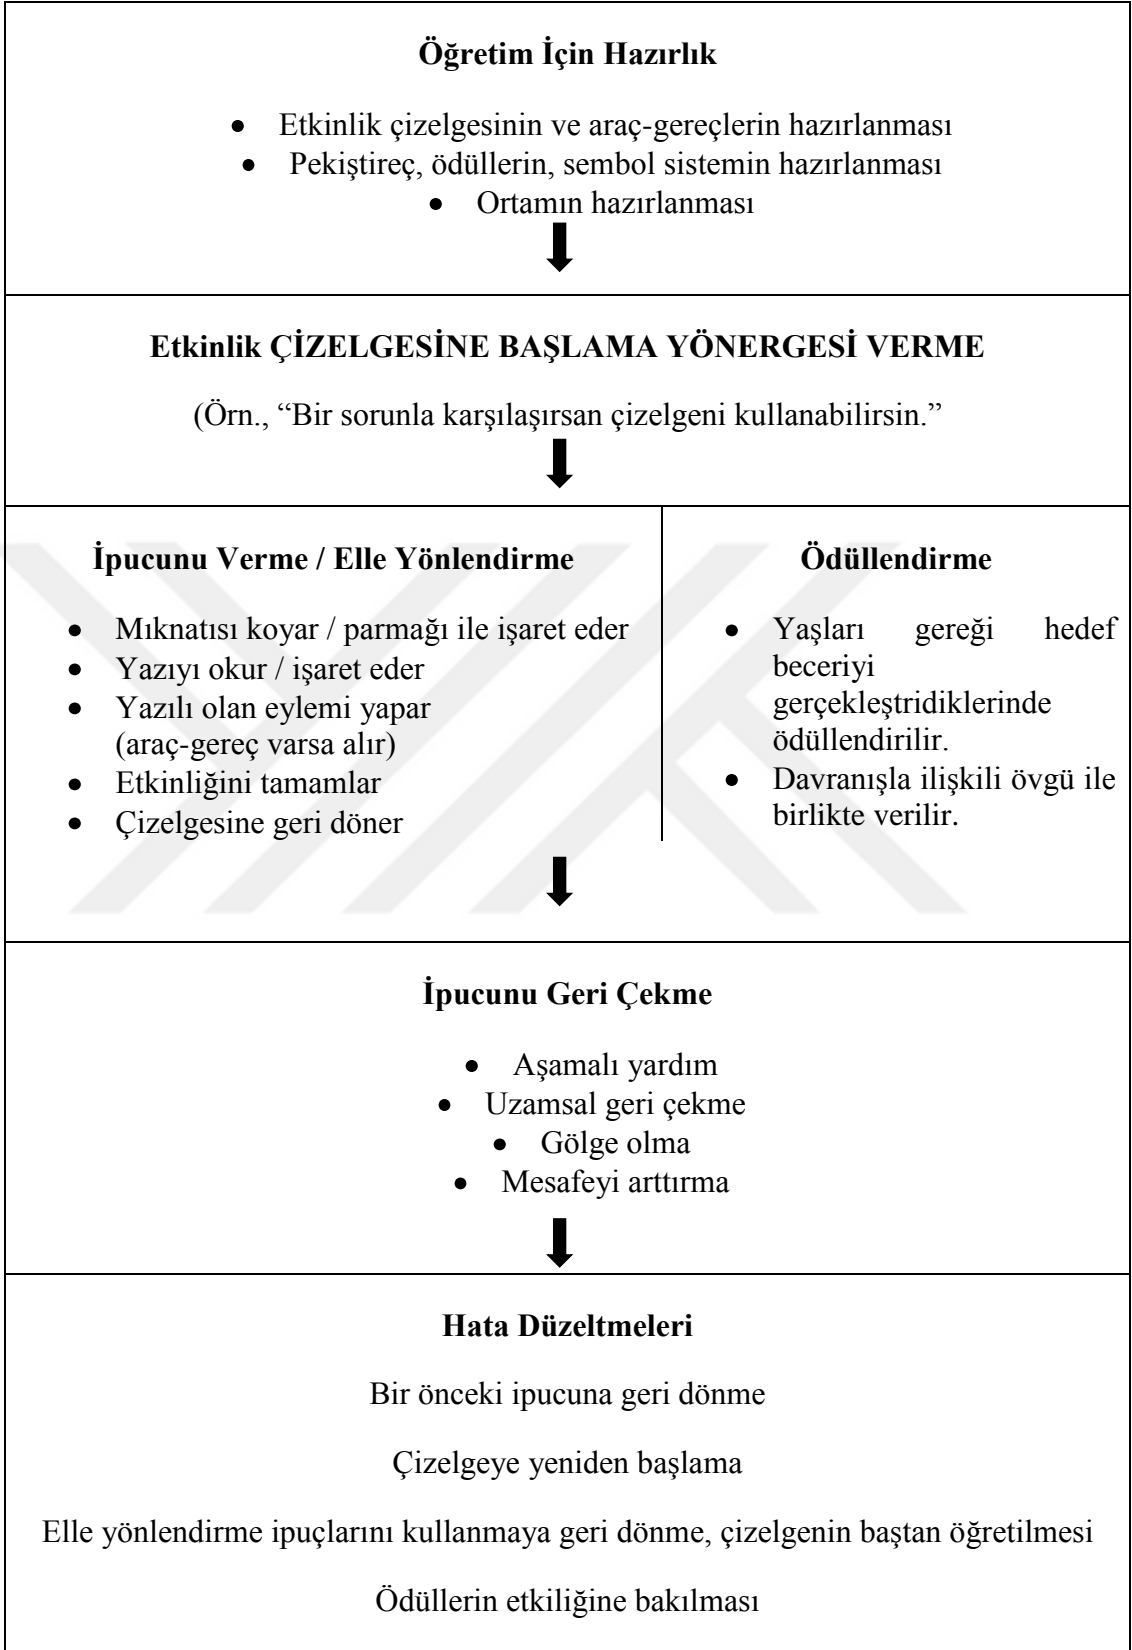 Öğretim İçin Hazırlık
• Etkinlik çizelgesinin ve araç-gereçlerin hazırlanması
• Pekiştireç, ödüllerin, sembol sistemin hazırlanması
• Ortamın hazırlanması
Etkinlik ÇİZELGESİNE BAŞLAMA YÖNERGESİ VERME
(Örn., “Bir sorunla karşılaşırsan çizelgeni kullanabilirsin.”
İpucunu Verme / Elle Yönlendirme
• Mıknatısı koyar / parmağı ile işaret eder
• Yazıyı okur / işaret eder
• Yazılı olan eylemi yapar
(araç-gereç varsa alır)
• Etkinliğini tamamlar
• Çizelgesine geri döner
Ödüllendirme
• Yaşları gereği hedef
beceriyi
gerçekleştridiklerinde
ödüllendirilir.
• Davranışla ilişkili övgü ile
birlikte verilir.
İpucunu Geri Çekme
• Aşamalı yardım
• Uzamsal geri çekme
• Gölge olma
• Mesafeyi arttırma
Hata Düzeltmeleri
Bir önceki ipucuna geri dönme
Çizelgeye yeniden başlama
Elle yönlendirme ipuçlarını kullanmaya geri dönme, çizelgenin baştan öğretilmesi
Ödüllerin etkiliğine bakılması